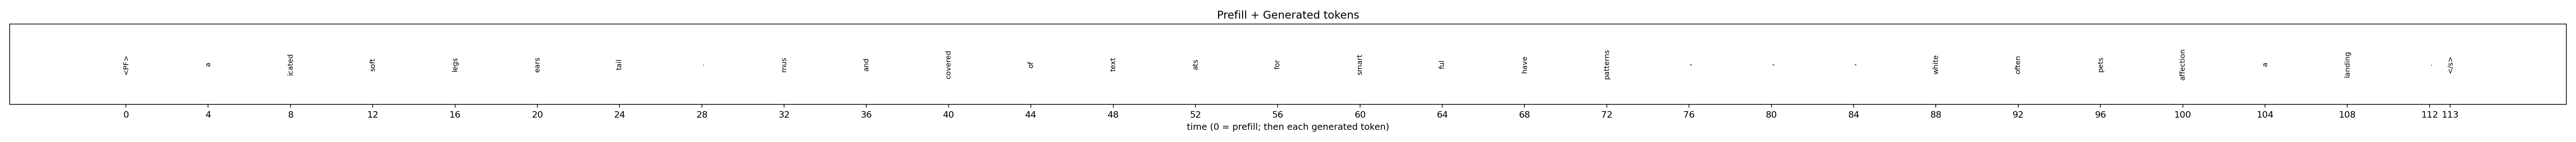 Prefill + Generated tokens
<PF> a icated soft legs ears tail . mus and covered of text ats for smart ful have patterns , , , white often pets affection a landing . </s>
0 4 8 12 16 20 24 28 32 36 40 44 48 52 56 60 64 68 72 76 80 84 88 92 96 100 104 108 112 113
time (0 = prefill; then each generated token)